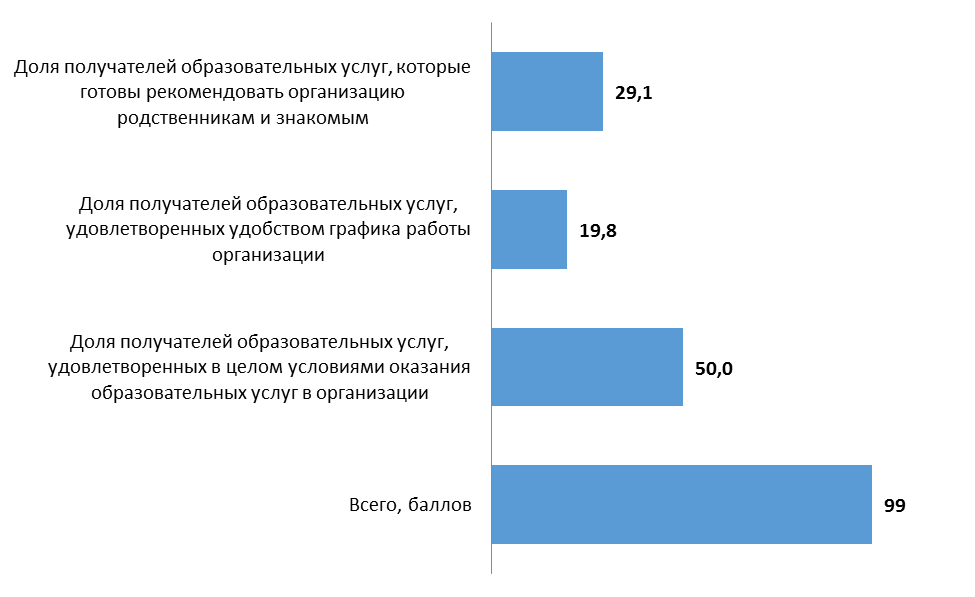 Доля получателей образовательных услуг, которые
готовы рекомендовать организацию
родственникам и знакомым
29,1
Доля получателей образовательных услуг,
удовлетворенных удобством графика работы
организации
19,8
Доля получателей образовательных услуг,
удовлетворенных в целом условиями оказания
образовательных услуг в организации
50,0
Всего, баллов
99